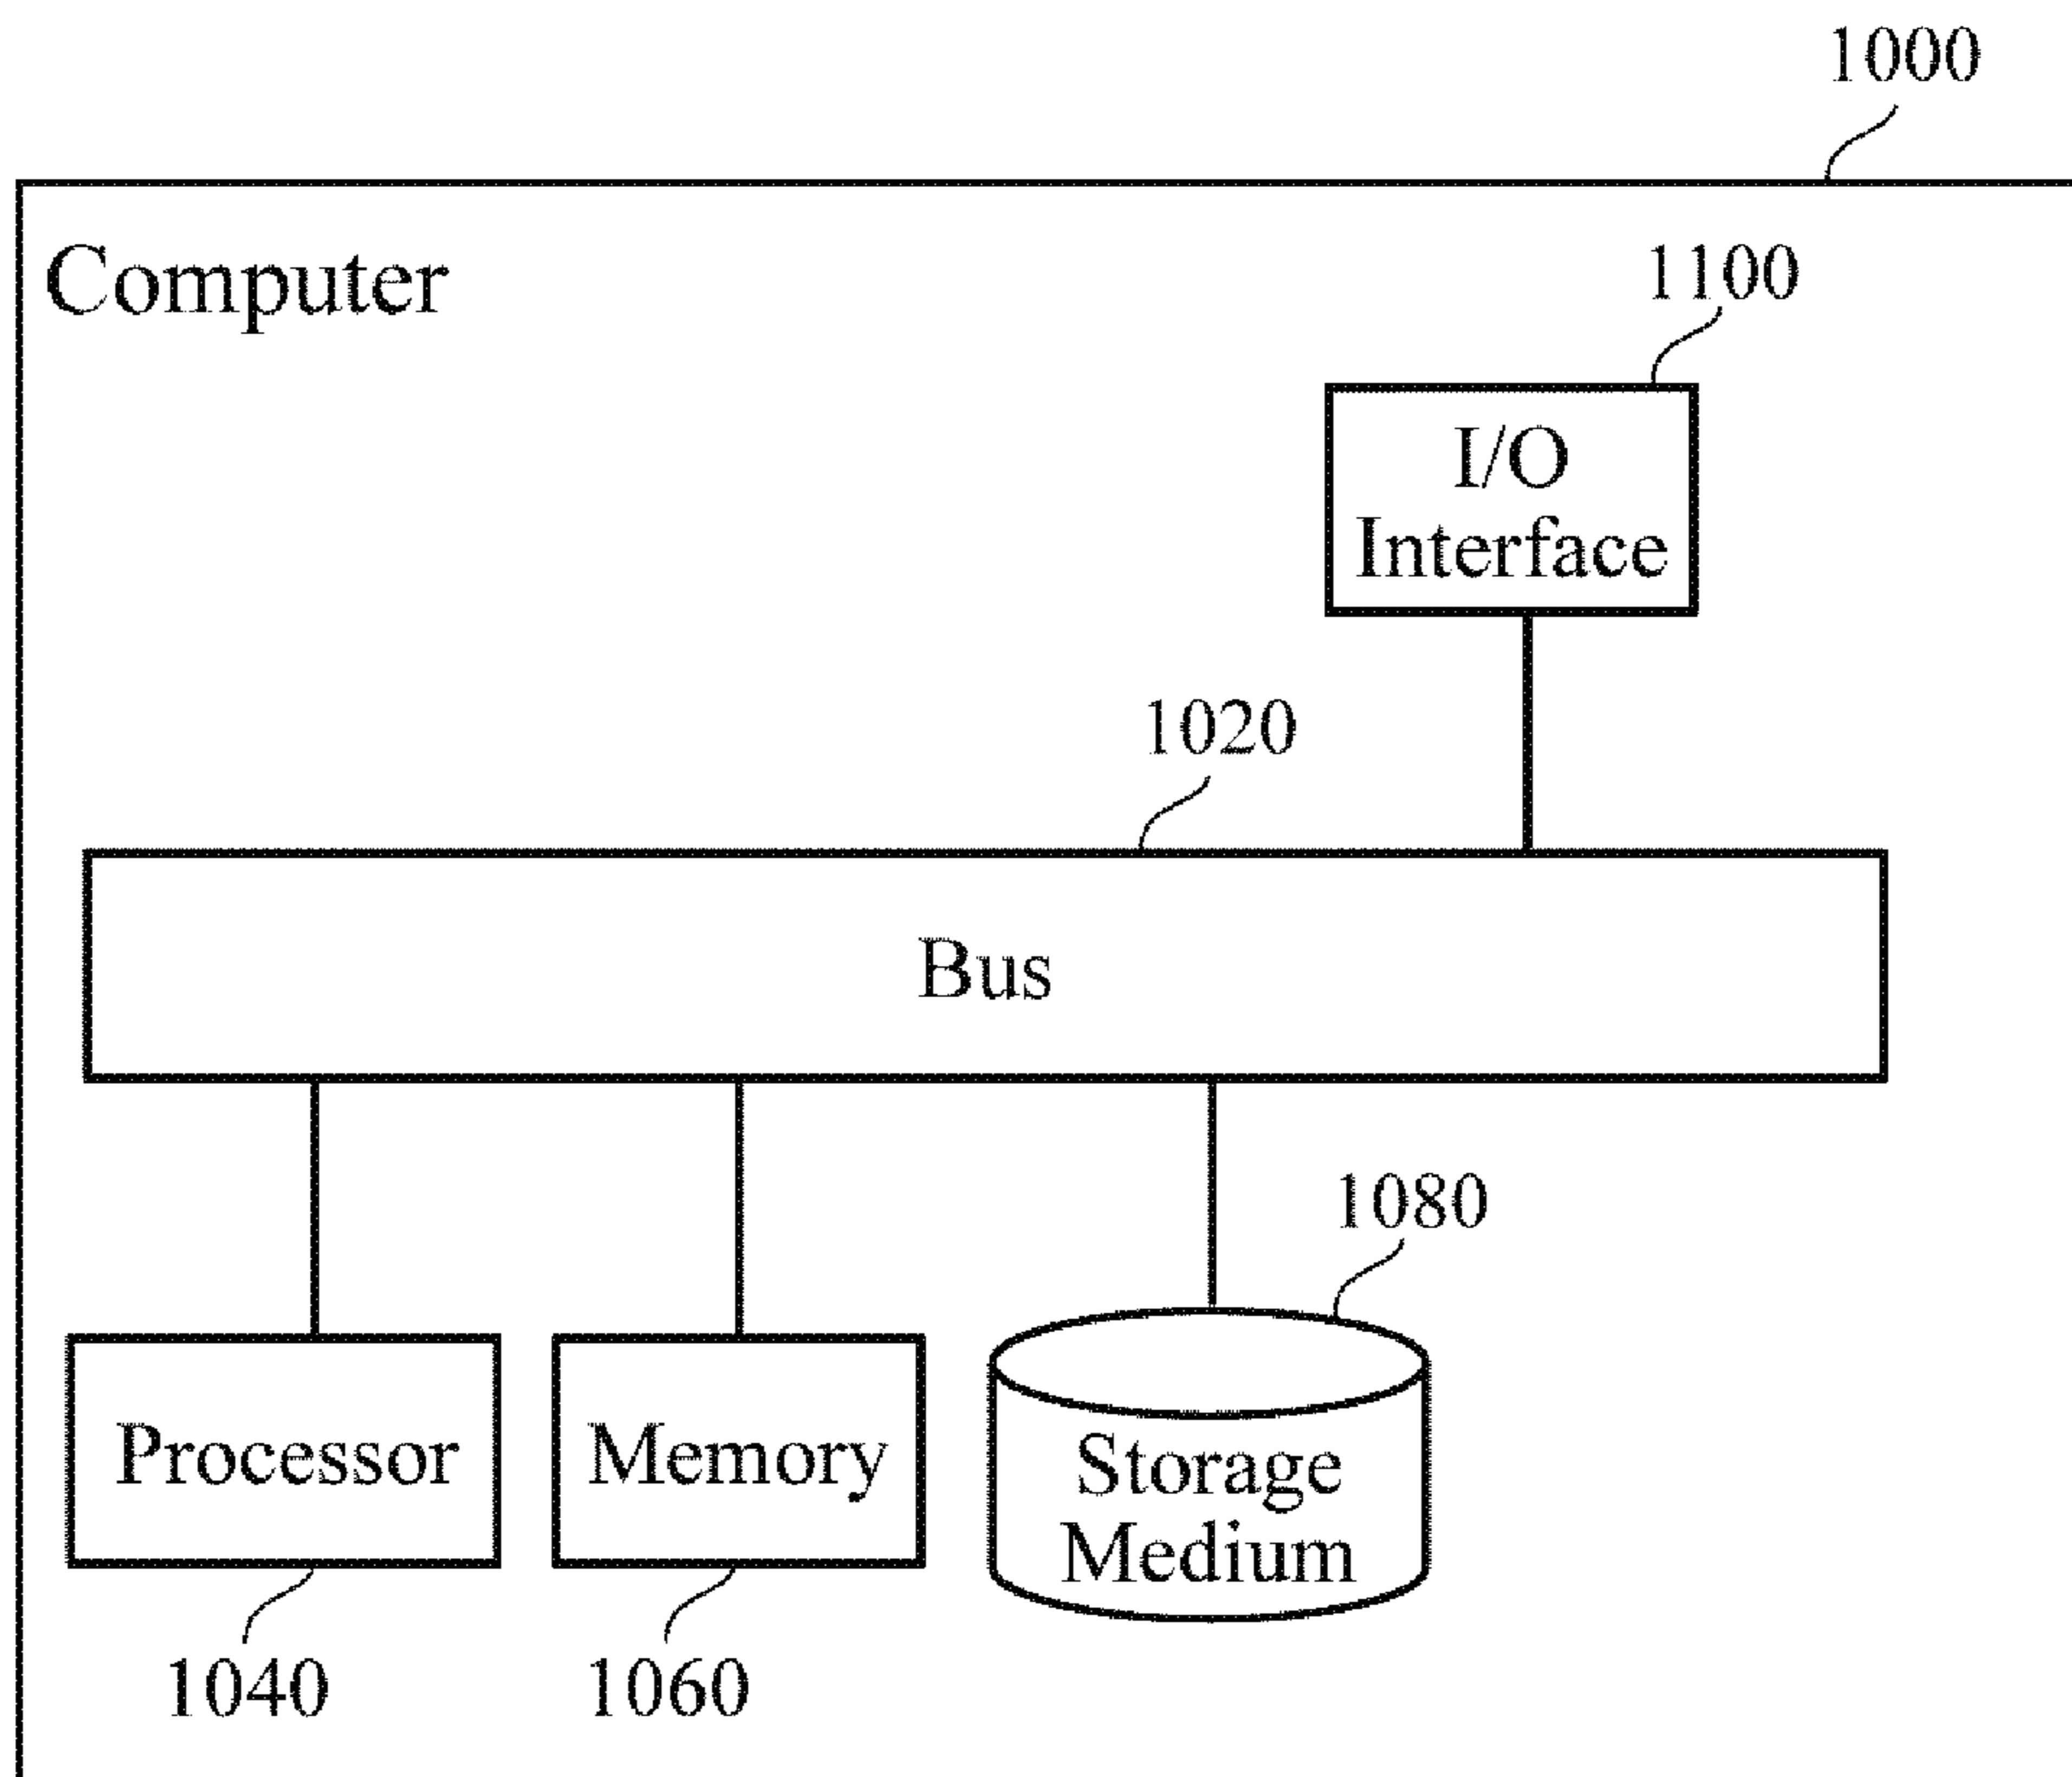 1000
Computer
1100
I/O
Interface
1020
Bus
1080
Processor
Memory
Storage
Medium
1040
1060